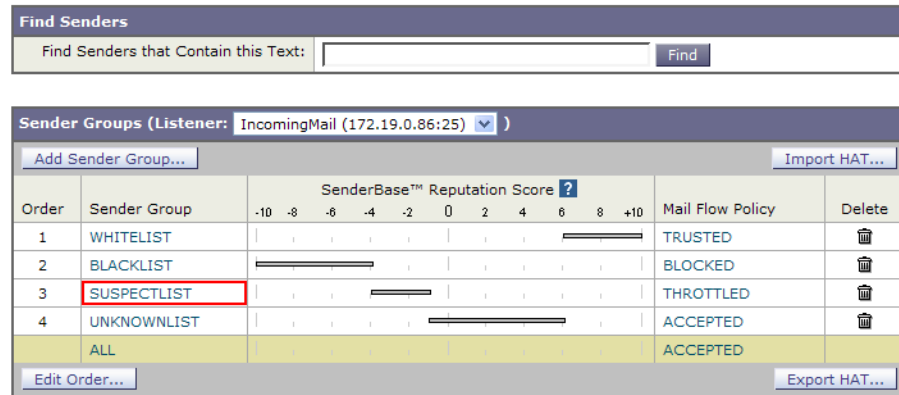 Find Senders
Find Senders that Contain this Text: Find
Sender Groups (Listener: IncomingMail (172.19.0.86:25) )
Add Sender Group... Import HAT...
SenderBase™ Reputation Score ?
Order Sender Group -10 -8 -6 -4 -2 0 2 4 6 8 +10 Mail Flow Policy Delete
1 WHITELIST TRUSTED
2 BLACKLIST BLOCKED
3 SUSPECTLIST THROTTLED
4 UNKNOWNLIST ACCEPTED
ALL ACCEPTED
Edit Order... Export HAT...